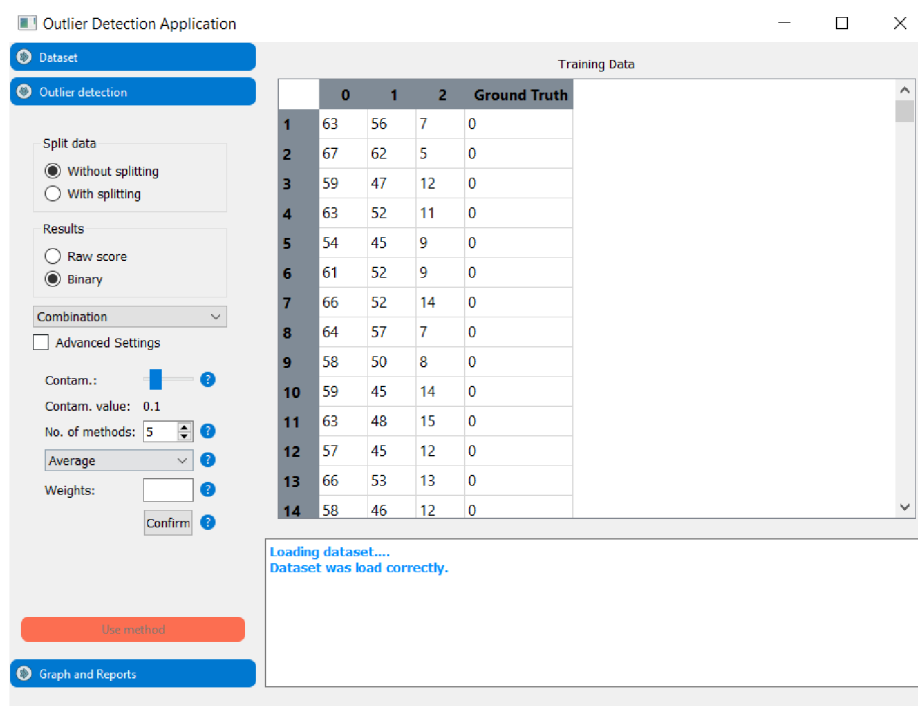 Outlier Detection Application
Dataset
Outlier detection
Split data
Without splitting
With splitting
Results
Raw score
Binary
Combination
Advanced Settings
Contam.: ?
Contam. value: 0.1
No. of methods: 5 ?
Average ?
Weights: ?
Confirm ?
Use method
Graph and Reports
Training Data
0 1 2 Ground Truth
1 63 56 7 0
2 67 62 5 0
3 59 47 12 0
4 63 52 11 0
5 54 45 9 0
6 61 52 9 0
7 66 52 14 0
8 64 57 7 0
9 58 50 8 0
10 59 45 14 0
11 63 48 15 0
12 57 45 12 0
13 66 53 13 0
14 58 46 12 0
Loading dataset....
Dataset was load correctly.